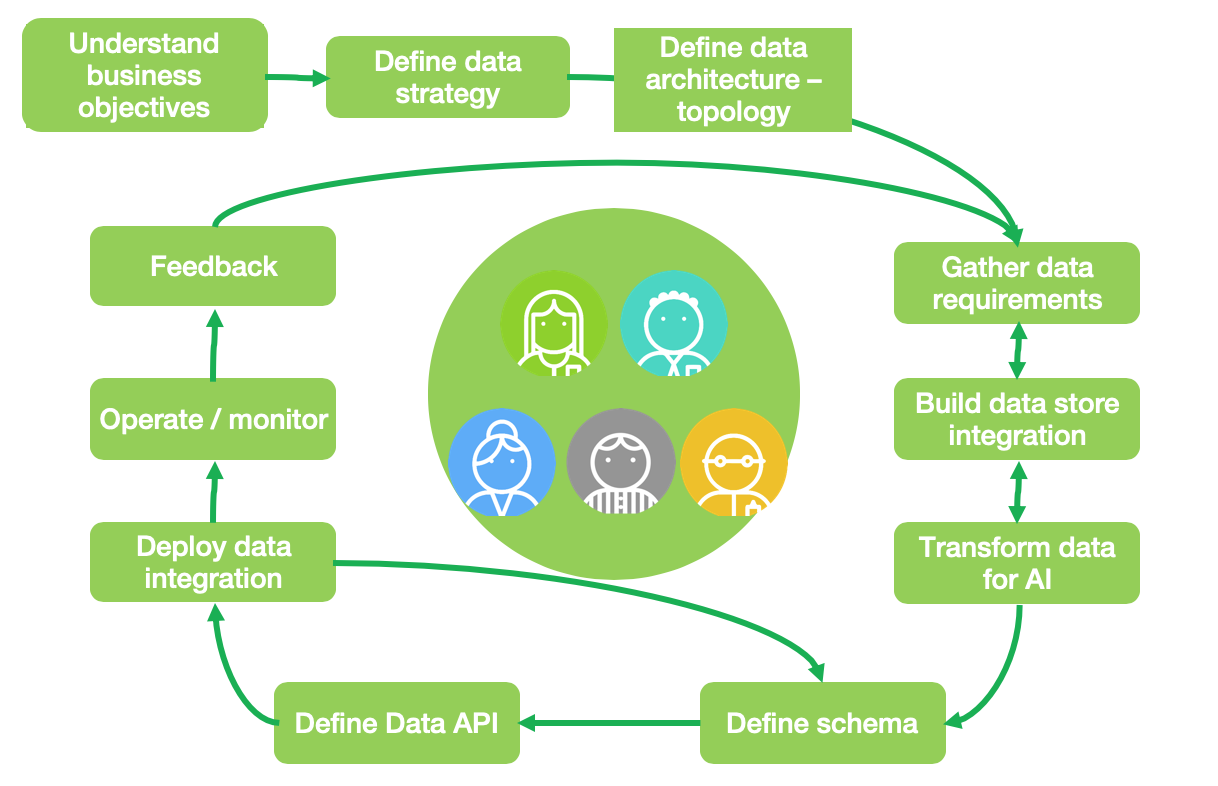 Understand
business
objectives
Define data
strategy
Define data
architecture –
topology
Feedback
Gather data
requirements
Operate / monitor
Build data store
integration
Deploy data
integration
Transform data
for AI
Define Data API
Define schema